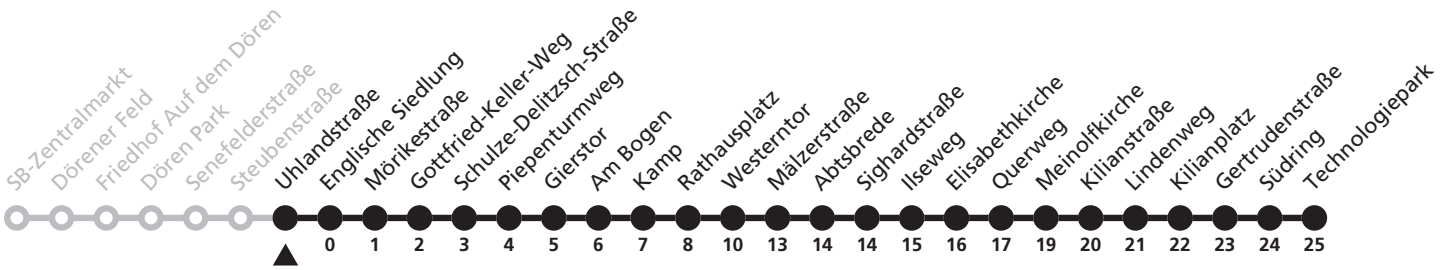 SB-Zentralmarkt
Dörener Feld
Friedhof Auf dem Dören
Dören Park
Senefelderstraße
Steubenstraße
Uhlandstraße
Englische Siedlung
Mörikestraße
Gottfried-Keller-Weg
Schulze-Delitzsch-Straße
Piepenturmweg
Gierstor
Am Bogen
Kamp
Rathausplatz
Westerntor
Mälzerstraße
Abtsbrede
Sighardstraße
Ilseweg
Elisabethkirche
Querweg
Meinolfkirche
Kilianstraße
Lindenweg
Kilianplatz
Gertrudenstraße
Südring
Technologiepark
0 1 2 3 4 5 6 7 8 10 13 14 14 15 16 17 19 20 21 22 23 24 25